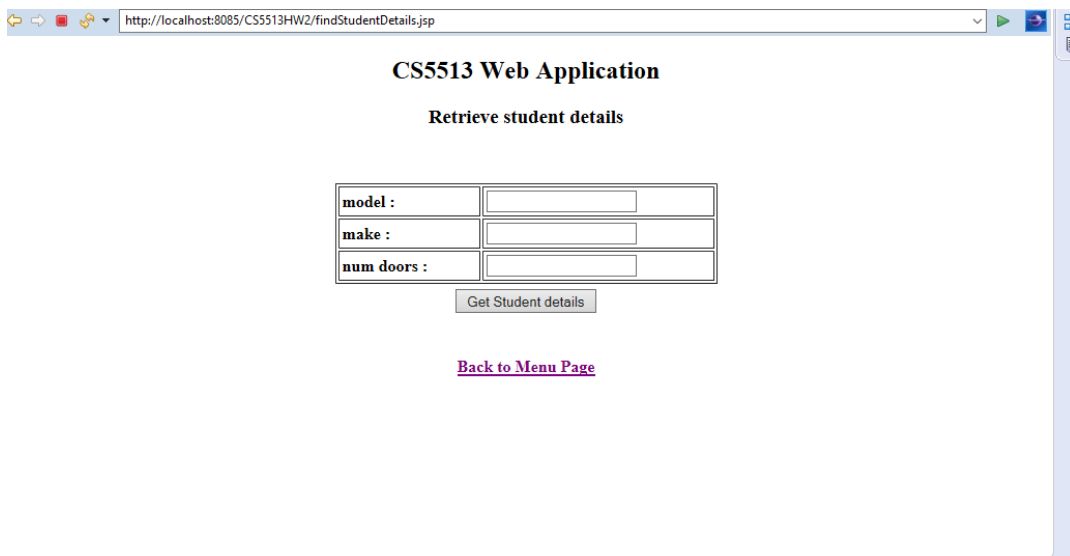 http://localhost:8085/CS5513HW2/findStudentDetails.jsp
CS5513 Web Application
Retrieve student details
model :
make :
num doors :
Get Student details
Back to Menu Page